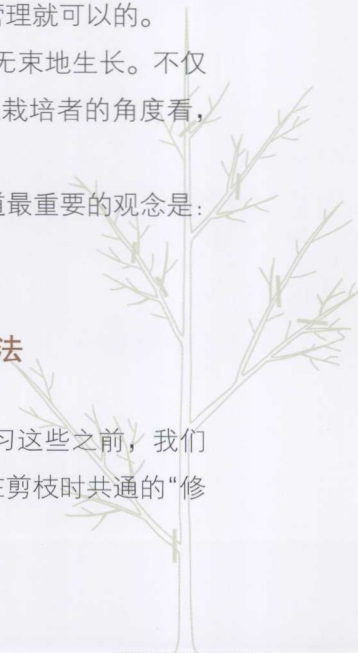 管理就可以的。
无束地生长。不仅
栽培者的角度看，
道最重要的观念是：
法
习这些之前，我们
在剪枝时共通的“修